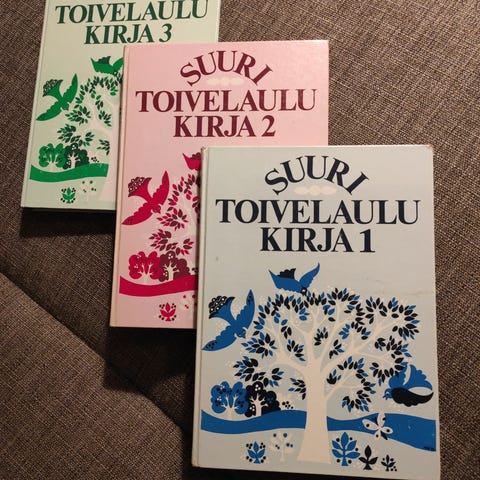 TOIVELAULU
KIRJA 3
SUURI
TOIVELAULU
KIRJA 2
SUURI
TOIVELAULU
KIRJA 1